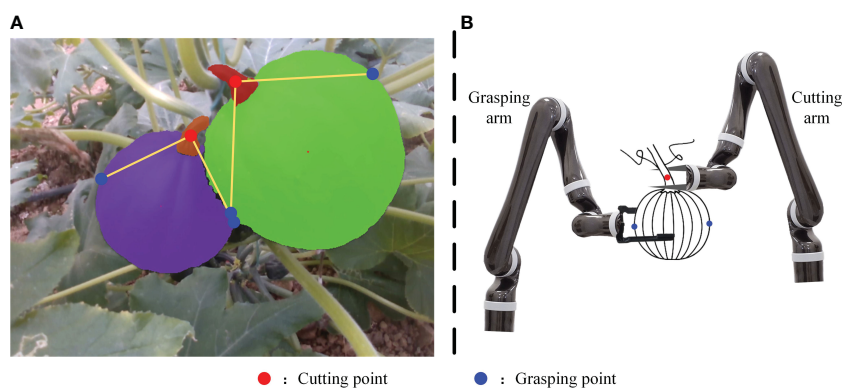 A
B
Grasping
arm
Cutting
arm
: Cutting point
: Grasping point